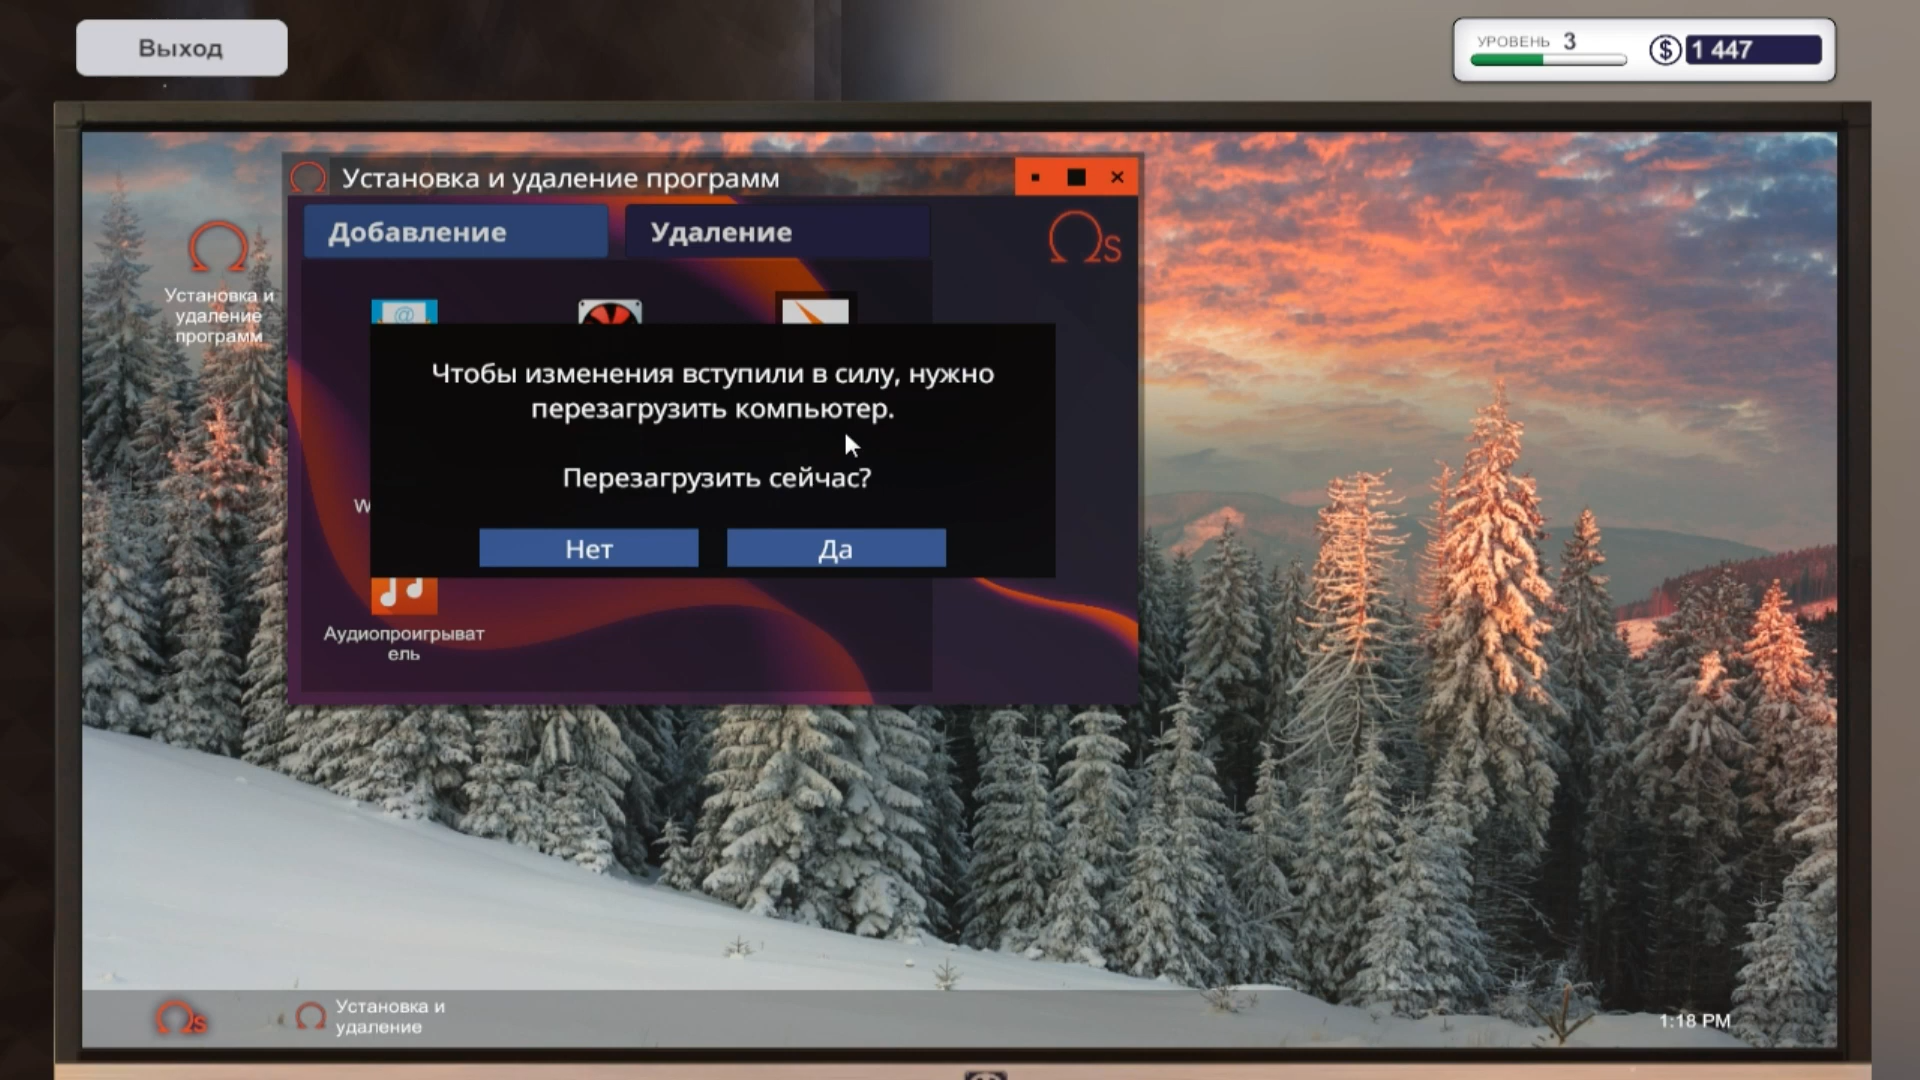 Выход
УРОВЕНЬ 3
$ 1 447
Установка и удаление программ
Добавление
Удаление
Ωs
Установка и
удаление
программ
@
Чтобы изменения вступили в силу, нужно
перезагрузить компьютер.
Перезагрузить сейчас?
W
Нет
Да
Аудиопроигрыват
ель
Ωs
Установка и
удаление
1:18 PM